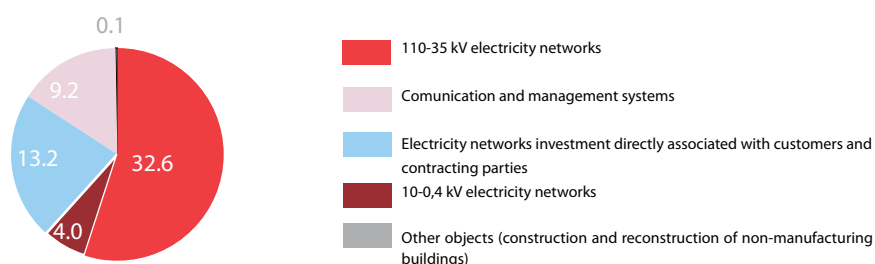 0.1
9.2
13.2
32.6
4.0
110-35 kV electricity networks
Comunication and management systems
Electricity networks investment directly associated with customers and
contracting parties
10-0,4 kV electricity networks
Other objects (construction and reconstruction of non-manufacturing
buildings)